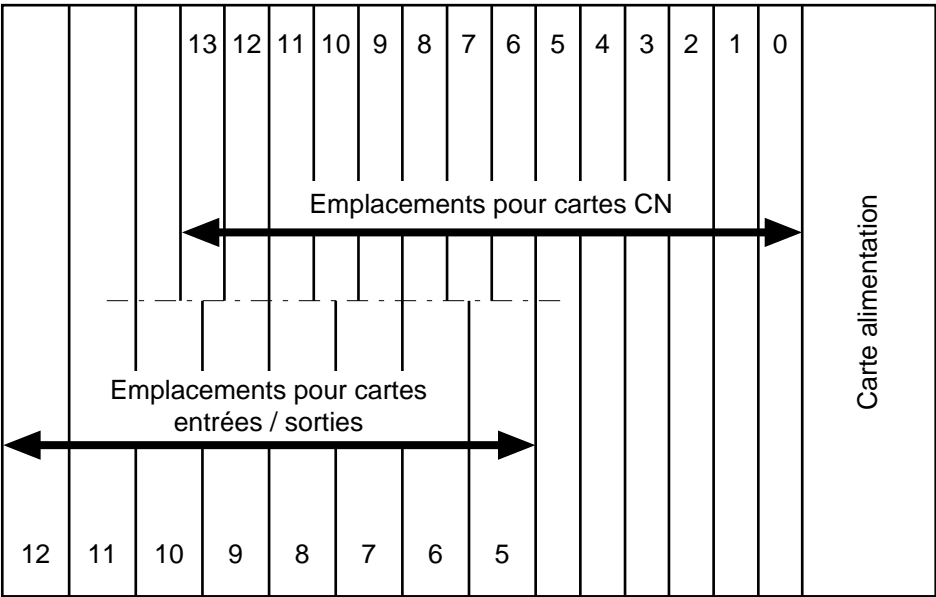 13 12 11 10 9 8 7 6 5 4 3 2 1 0
Emplacements pour cartes CN
Carte alimentation
Emplacements pour cartes
entrées / sorties
12 11 10 9 8 7 6 5